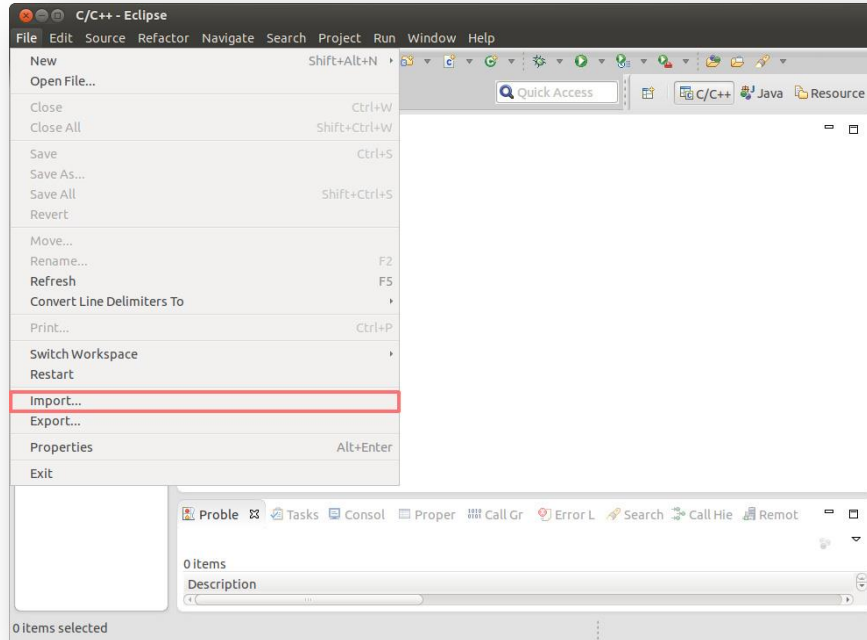 C/C++ - Eclipse
File Edit Source Refactor Navigate Search Project Run Window Help
New Shift+Alt+N
Open File...
Quick Access
C/C++ Java Resource
Close Ctrl+W
Close All Shift+Ctrl+W
Save Ctrl+S
Save As...
Save All Shift+Ctrl+S
Revert
Move...
Rename... F2
Refresh F5
Convert Line Delimiters To
Print... Ctrl+P
Switch Workspace
Restart
Import...
Export...
Properties Alt+Enter
Exit
Proble Tasks Consol Proper Call Gr Error L Search Call Hie Remot
0 items
Description
0 items selected